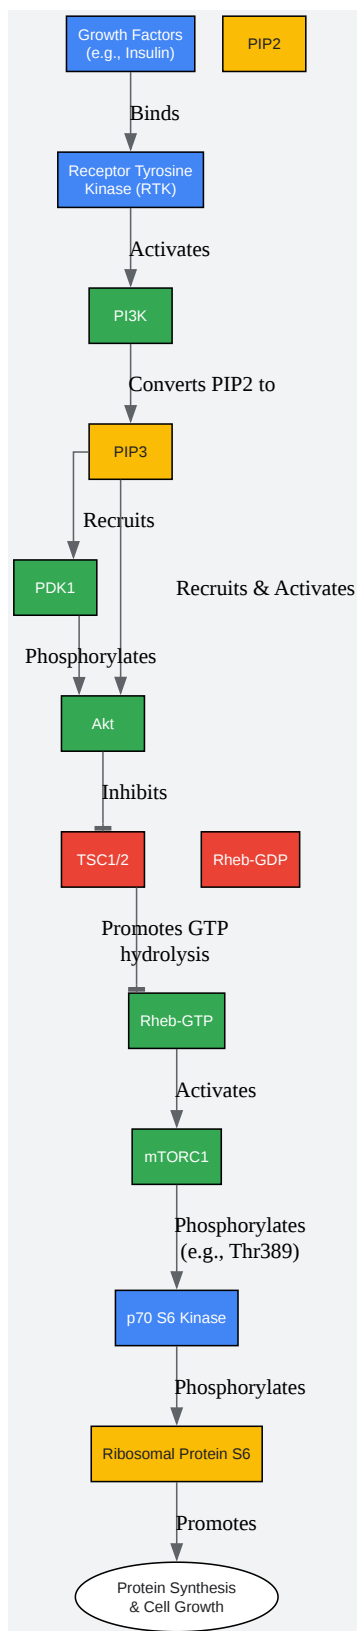 Growth Factors
(e.g., Insulin)
PIP2
Binds
Receptor Tyrosine
Kinase (RTK)
Activates
PI3K
Converts PIP2 to
PIP3
Recruits
PDK1
Recruits & Activates
Phosphorylates
Akt
Inhibits
TSC1/2
Rheb-GDP
Promotes GTP
hydrolysis
Rheb-GTP
Activates
mTORC1
Phosphorylates
(e.g., Thr389)
p70 S6 Kinase
Phosphorylates
Ribosomal Protein S6
Promotes
Protein Synthesis
& Cell Growth